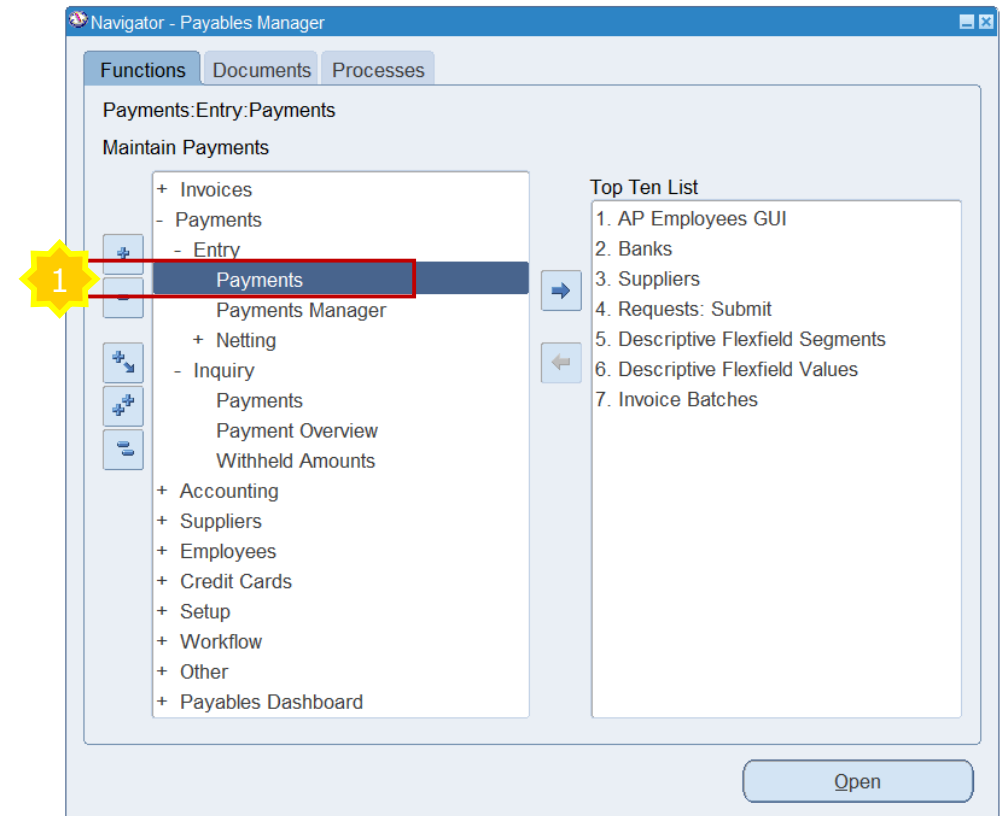 Navigator - Payables Manager
Functions Documents Processes
Payments:Entry:Payments
Maintain Payments
+ Invoices
- Payments
- Entry
Payments
Payments Manager
+ Netting
- Inquiry
Payments
Payment Overview
Withheld Amounts
+ Accounting
+ Suppliers
+ Employees
+ Credit Cards
+ Setup
+ Workflow
+ Other
+ Payables Dashboard
1
Top Ten List
1. AP Employees GUI
2. Banks
3. Suppliers
4. Requests: Submit
5. Descriptive Flexfield Segments
6. Descriptive Flexfield Values
7. Invoice Batches
Open